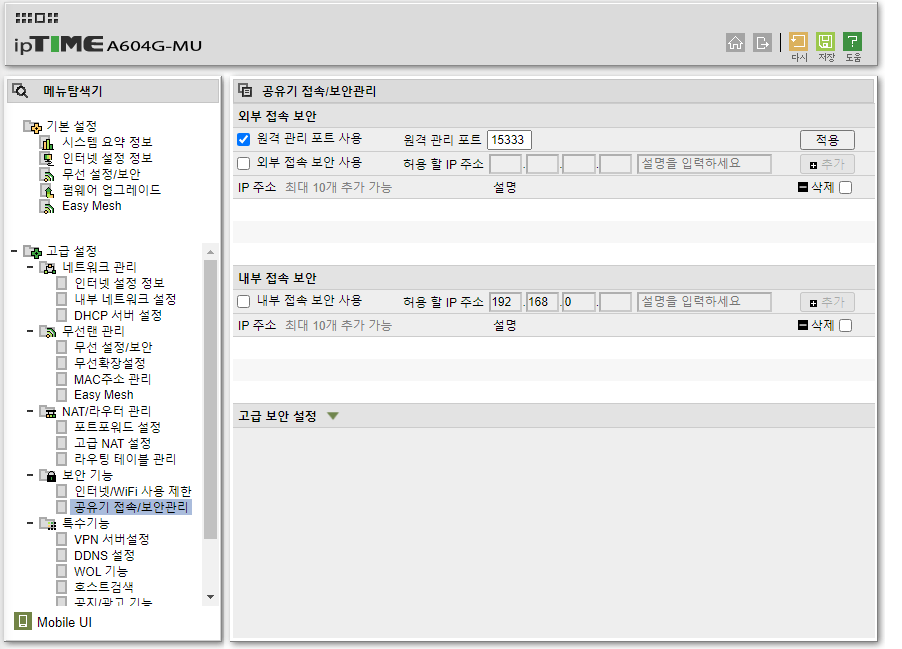 ipTIME A604G-MU
다시 저장 도움
메뉴탐색기
기본 설정
시스템 요약 정보
인터넷 설정 정보
무선 설정/보안
펌웨어 업그레이드
Easy Mesh
고급 설정
네트워크 관리
인터넷 설정 정보
내부 네트워크 설정
DHCP 서버 설정
무선랜 관리
무선 설정/보안
무선확장설정
MAC주소 관리
Easy Mesh
NAT/라우터 관리
포트포워드 설정
고급 NAT 설정
라우팅 테이블 관리
보안 기능
인터넷/WiFi 사용 제한
공유기 접속/보안관리
특수기능
VPN 서버설정
DDNS 설정
WOL 기능
호스트검색
공지/광고 기능
Mobile UI
공유기 접속/보안관리
외부 접속 보안
원격 관리 포트 사용 원격 관리 포트 15333 적용
외부 접속 보안 사용 허용 할 IP 주소 . . . 설명을 입력하세요 추가
IP 주소 최대 10개 추가 가능 설명 삭제
내부 접속 보안
내부 접속 보안 사용 허용 할 IP 주소 192 . 168 . 0 . 설명을 입력하세요 추가
IP 주소 최대 10개 추가 가능 설명 삭제
고급 보안 설정